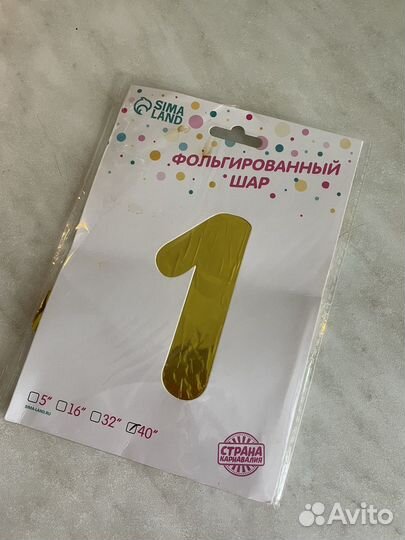 SIMA
LAND
ФОЛЬГИРОВАННЫЙ
ШАР
1
5" 16" 32" 40"
SIMA-LAND.RU
СТРАНА
КАРНАВАЛИЯ
Avito